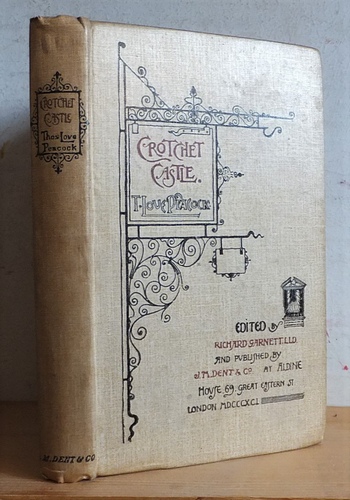 CROTCHET
CASTLE
Thos Love
Peacock
J. M. DENT & CO
CROTCHET
CASTLE.
T·LOVE PEACOCK
EDITED BY
RICHARD GARNETT. LL.D.
AND PUBLISHED BY
J. M. DENT & CO. AT ALDINE
HOUSE 69 GREAT EASTERN ST
LONDON MDCCCXCI